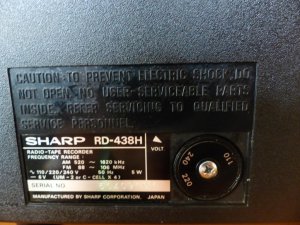 CAUTION TO PREVENT ELECTRIC SHOCK, DO
NOT OPEN. NO USER-SERVICEABLE PARTS
INSIDE. REFER SERVICING TO QUALIFIED
SERVICE PERSONNEL.
SHARP RD-438H
RADIO-TAPE RECORDER
FREQUENCY RANGE:
AM 520 ~ 1620 kHz
FM 88 ~ 108 MHz
~ 110/220/240 V 50 Hz 5 W
6V (UM-2 or C-CELL X 4)
SERIAL NO.
MANUFACTURED BY SHARP CORPORATION, JAPAN
VOLT
110
220
240